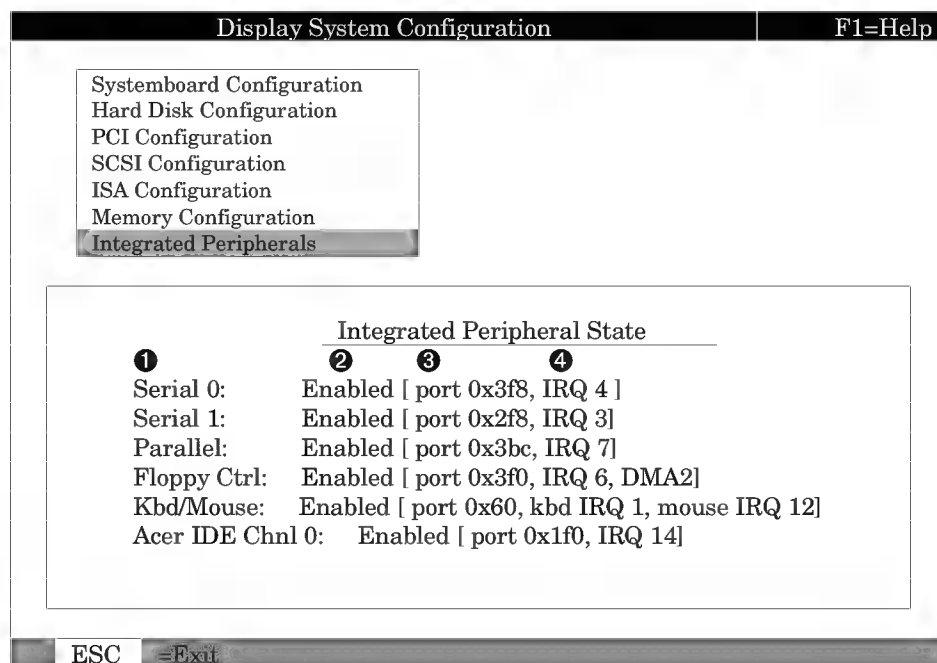 Display System Configuration F1=Help
Systemboard Configuration
Hard Disk Configuration
PCI Configuration
SCSI Configuration
ISA Configuration
Memory Configuration
Integrated Peripherals
Integrated Peripheral State
❶ ❷ ❸ ❹
Serial 0: Enabled [ port 0x3f8, IRQ 4 ]
Serial 1: Enabled [ port 0x2f8, IRQ 3]
Parallel: Enabled [ port 0x3bc, IRQ 7]
Floppy Ctrl: Enabled [ port 0x3f0, IRQ 6, DMA2]
Kbd/Mouse: Enabled [ port 0x60, kbd IRQ 1, mouse IRQ 12]
Acer IDE Chnl 0: Enabled [ port 0x1f0, IRQ 14]
ESC =Exit